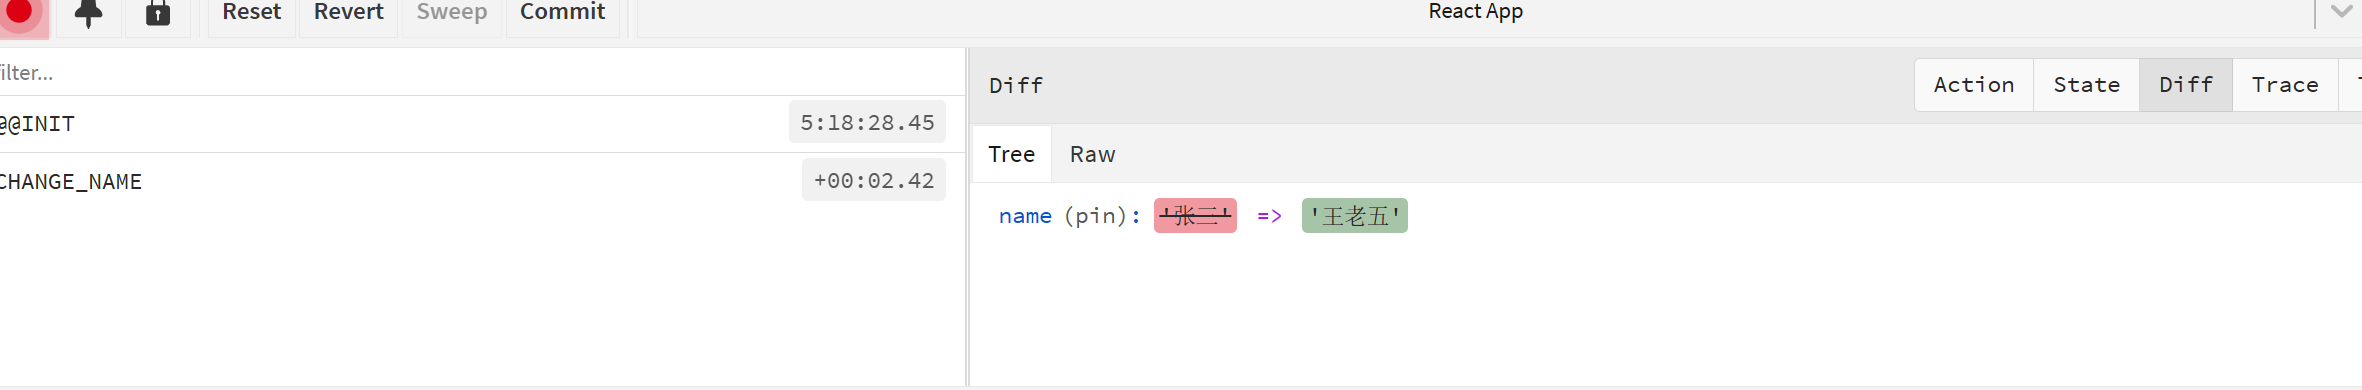 Reset Revert Sweep Commit React App
ilter...
Diff Action State Diff Trace
@@INIT 5:18:28.45
Tree Raw
CHANGE_NAME +00:02.42
name (pin): '张三' => '王老五'